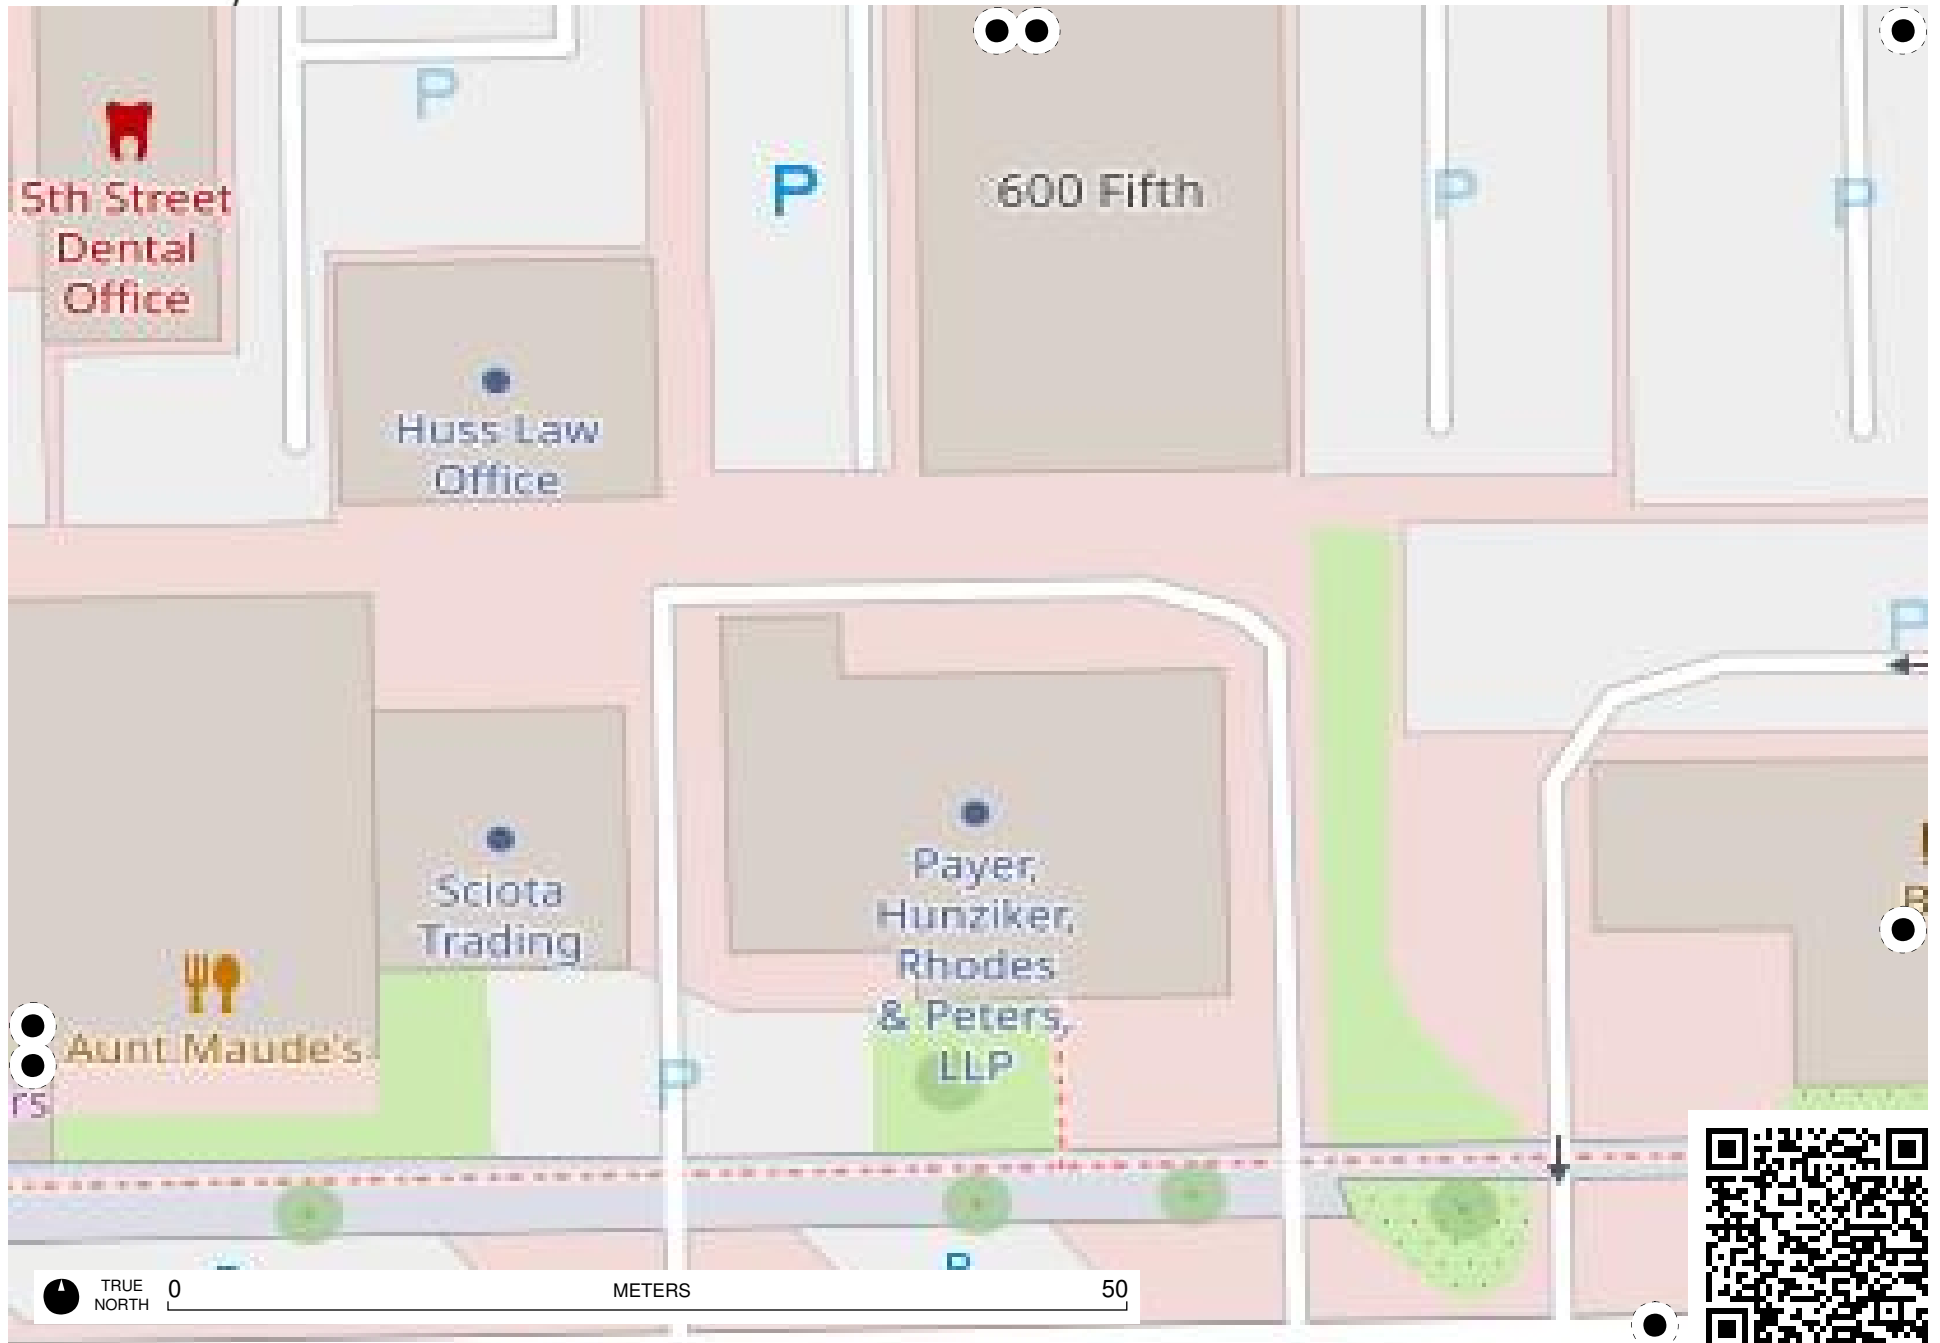 P
P
5th Street
Dental
Office
600 Fifth
P
P
Huss Law
Office
P
Payer,
Hunziker,
Rhodes
& Peters,
LLP
Sciota
Trading
Aunt Maude's
P
rs
TRUE
NORTH
0
METERS
50